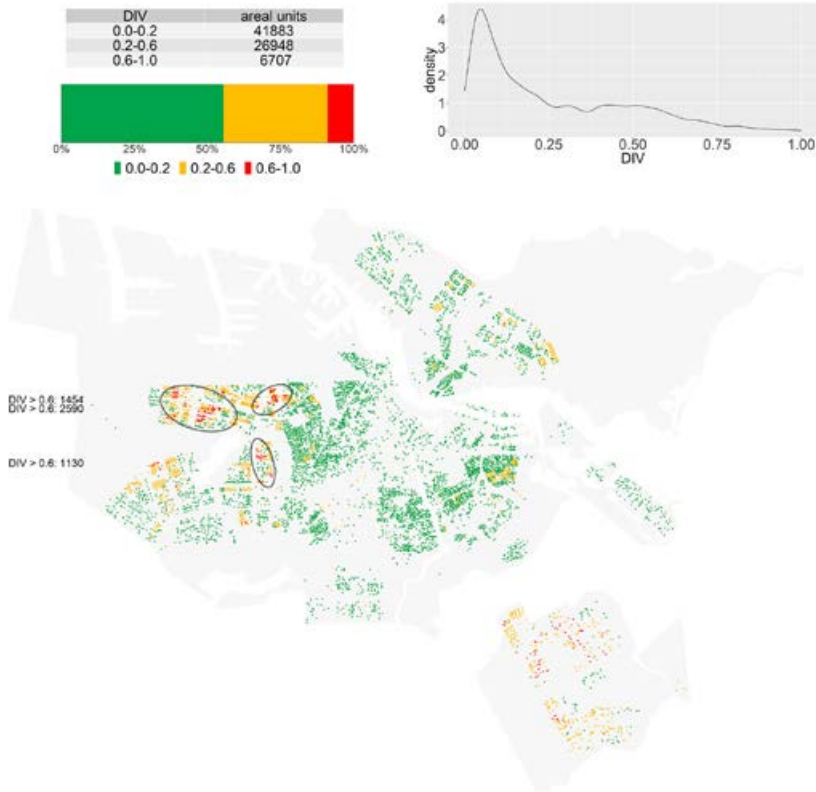 DIV areal units
0.0-0.2 41883
0.2-0.6 26948
0.6-1.0 6707
0% 25% 50% 75% 100%
0.0-0.2 0.2-0.6 0.6-1.0
density
4
3
2
1
0
0.00 0.25 0.50 0.75 1.00
DIV
DIV > 0.6: 1454
DIV > 0.6: 2590
DIV > 0.6: 1130